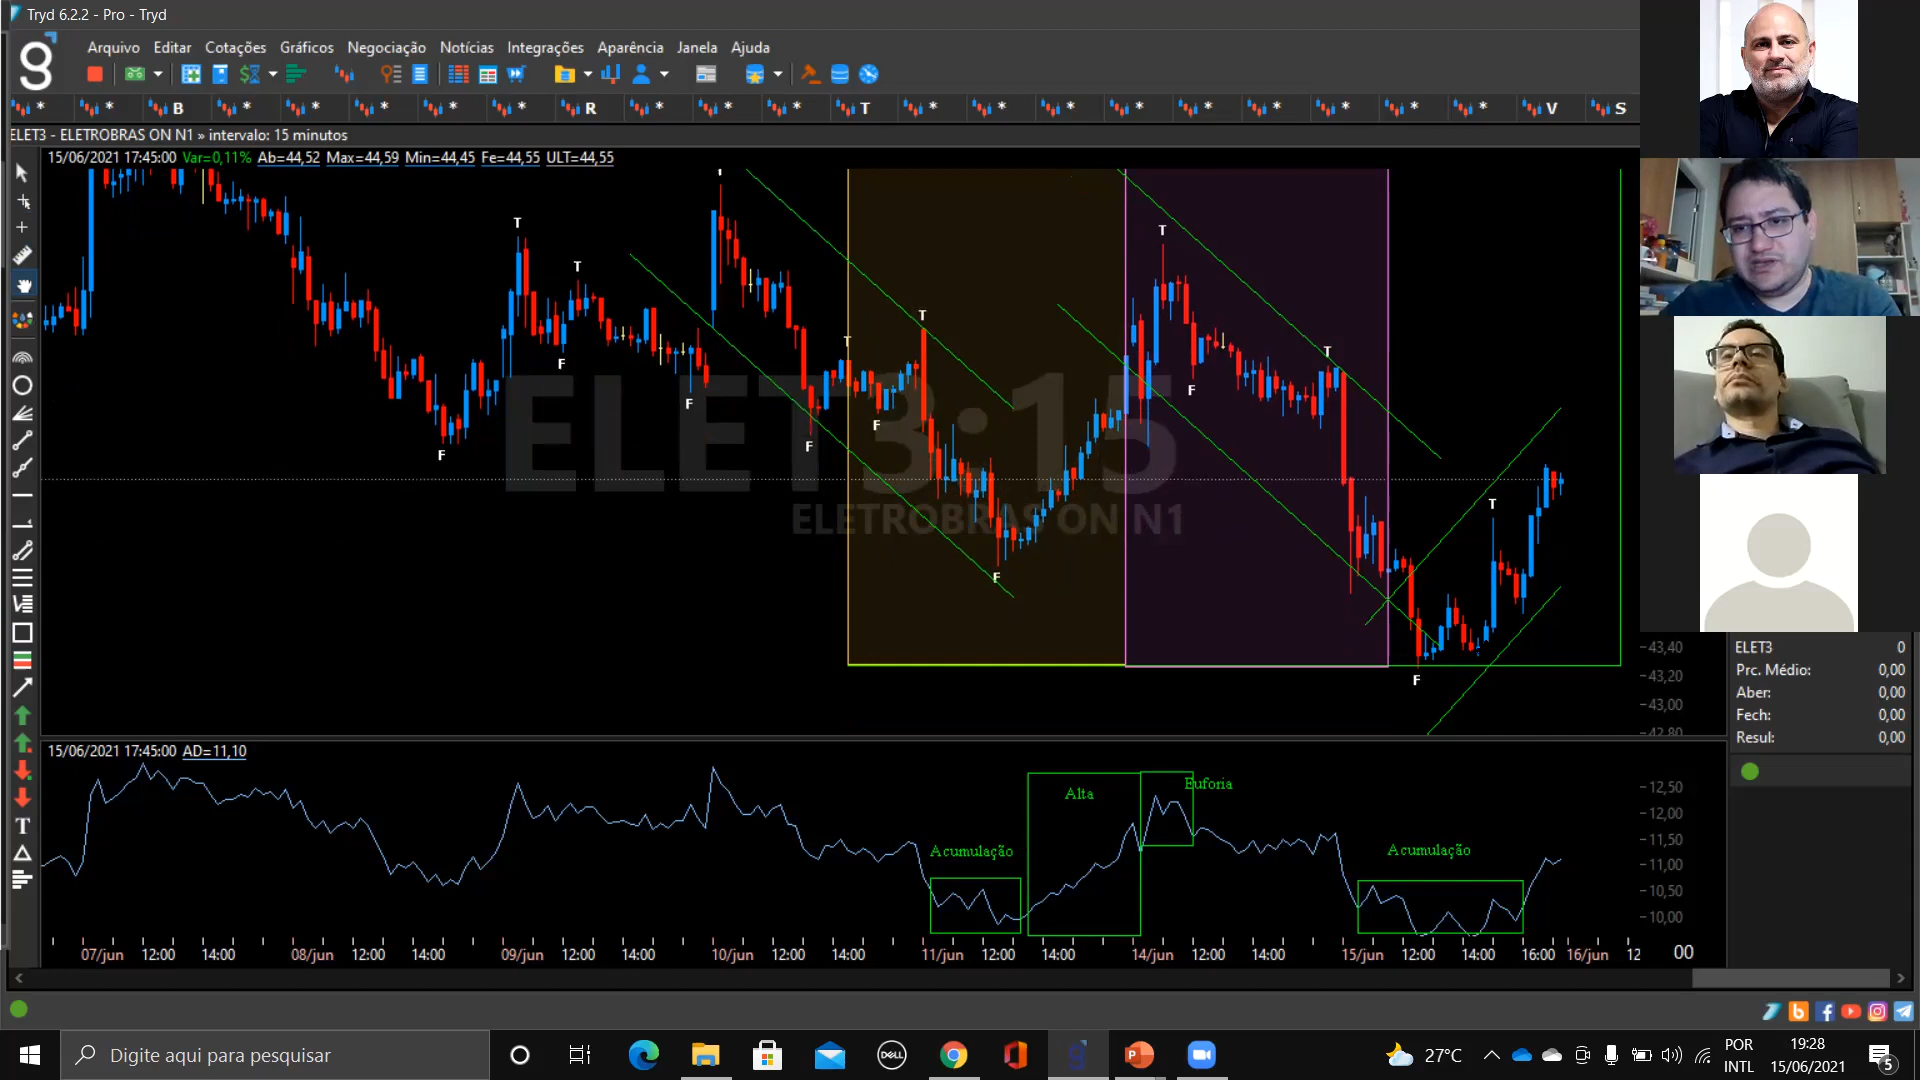 Tryd 6.2.2 - Pro - Tryd
Arquivo Editar Cotações Gráficos Negociação Notícias Integrações Aparência Janela Ajuda
* * B * * * * * R * * * T * * * * * * * * * V S
ELET3 - ELETROBRAS ON N1 » intervalo: 15 minutos
15/06/2021 17:45:00 Var=0,11% Ab=44,52 Max=44,59 Min=44,45 Fe=44,55 ULT=44,55
T
T
T
T
T
T
T
T
F
F
F
F
F
F
F
F
ELET3:15
ELETROBRAS ON N1
43,40
43,20
43,00
42,80
ELET3 0
Prc. Médio: 0,00
Aber: 0,00
Fech: 0,00
Resul: 0,00
15/06/2021 17:45:00 AD=11,10
Acumulação
Alta
Euforia
Acumulação
12,50
12,00
11,50
11,00
10,50
10,00
07/jun 12:00 14:00 08/jun 12:00 14:00 09/jun 12:00 14:00 10/jun 12:00 14:00 11/jun 12:00 14:00 14/jun 12:00 14:00 15/jun 12:00 14:00 16:00 16/jun 12 00
Digite aqui para pesquisar
DELL
27°C
POR
INTL
19:28
15/06/2021
5